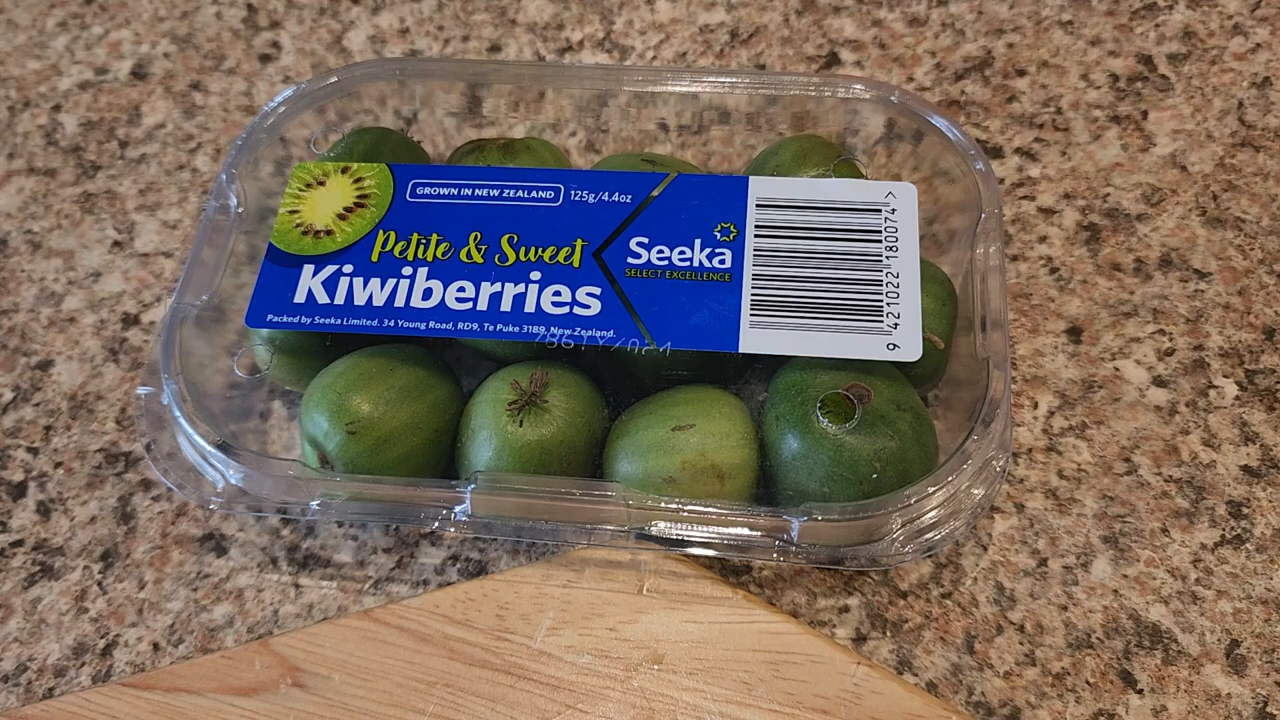 GROWN IN NEW ZEALAND 125g/4.4oz
Petite & Sweet
Kiwiberries
Packed by Seeka Limited. 34 Young Road, RD9, Te Puke 3189, New Zealand.
Seeka
SELECT EXCELLENCE
9 421022 180074 >